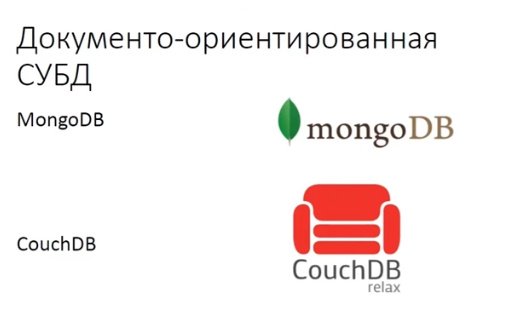 Документо-ориентированная
СУБД
MongoDB
mongoDB
CouchDB
CouchDB
relax